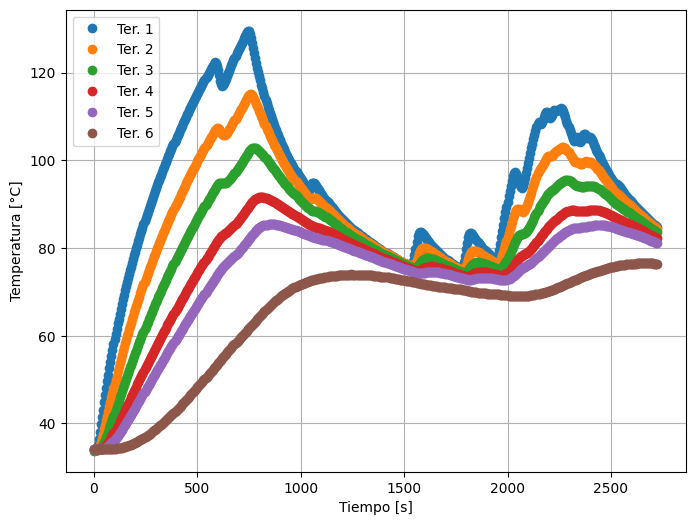 Ter. 1
Ter. 2
Ter. 3
Ter. 4
Ter. 5
Ter. 6
Temperatura [°C]
120
100
80
60
40
0 500 1000 1500 2000 2500
Tiempo [s]